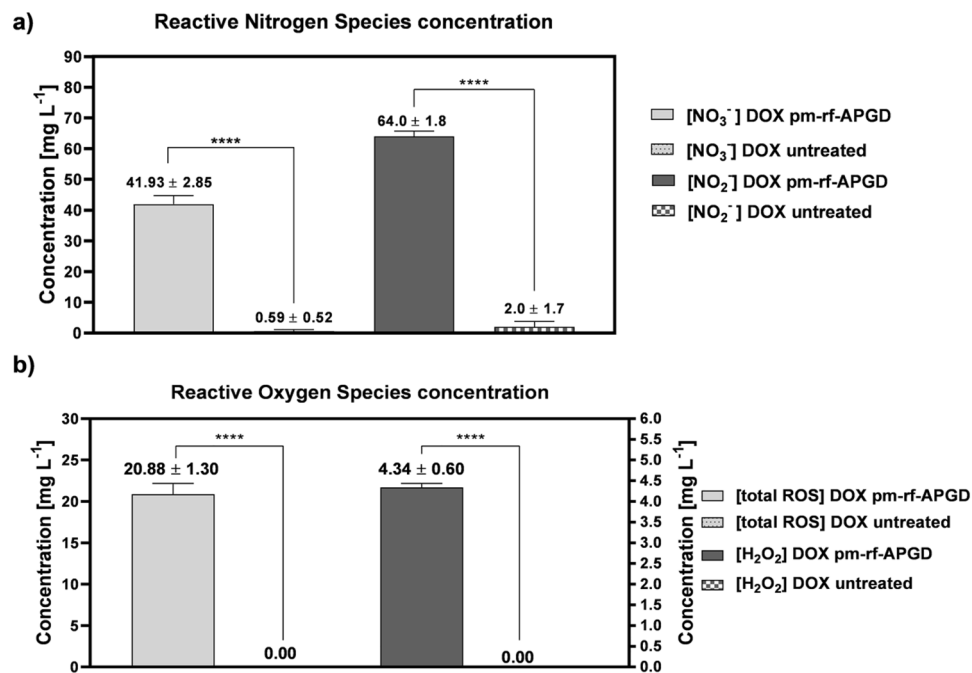 a)
Reactive Nitrogen Species concentration
Concentration [mg L⁻¹]
90
80
70
60
50
40
30
20
10
0
41.93 ± 2.85
****
0.59 ± 0.52
64.0 ± 1.8
****
2.0 ± 1.7
[NO₃⁻] DOX pm-rf-APGD
[NO₃⁻] DOX untreated
[NO₂⁻] DOX pm-rf-APGD
[NO₂⁻] DOX untreated
b)
Reactive Oxygen Species concentration
Concentration [mg L⁻¹]
30
25
20
15
10
5
0
20.88 ± 1.30
****
0.00
4.34 ± 0.60
****
0.00
6.0
5.5
5.0
4.5
4.0
3.5
3.0
2.5
2.0
1.5
1.0
0.5
0.0
Concentration [mg L⁻¹]
[total ROS] DOX pm-rf-APGD
[total ROS] DOX untreated
[H₂O₂] DOX pm-rf-APGD
[H₂O₂] DOX untreated